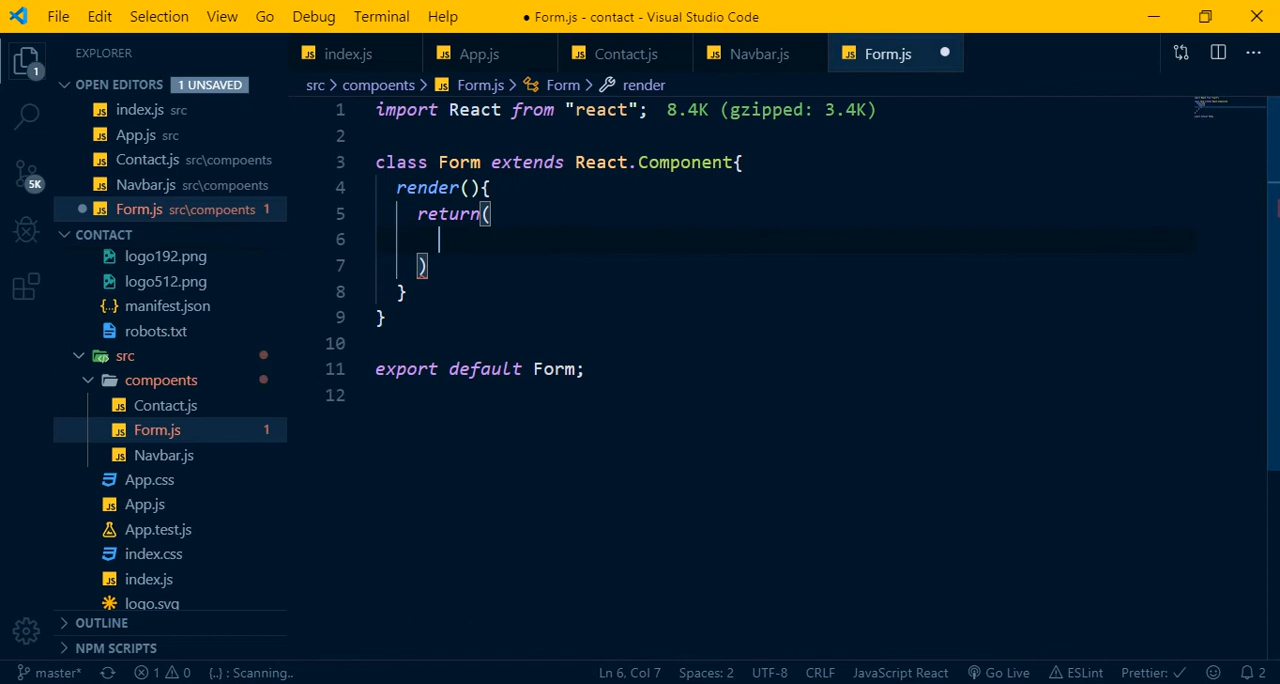 File Edit Selection View Go Debug Terminal Help
● Form.js - contact - Visual Studio Code
EXPLORER
OPEN EDITORS 1 UNSAVED
index.js src
App.js src
Contact.js src\compoents
Navbar.js src\compoents
Form.js src\compoents 1
CONTACT
logo192.png
logo512.png
manifest.json
robots.txt
src
compoents
Contact.js
Form.js 1
Navbar.js
App.css
App.js
App.test.js
index.css
index.js
logo.svg
OUTLINE
NPM SCRIPTS
1
5K
index.js App.js Contact.js Navbar.js Form.js
src > compoents > Form.js > Form > render
1 import React from "react"; 8.4K (gzipped: 3.4K)
2
3 class Form extends React.Component{
4 render(){
5 return(
6
7 )
8 }
9 }
10
11 export default Form;
12
master* 1 0 {..} : Scanning.. Ln 6, Col 7 Spaces: 2 UTF-8 CRLF JavaScript React Go Live ESLint Prettier: ✓ 2